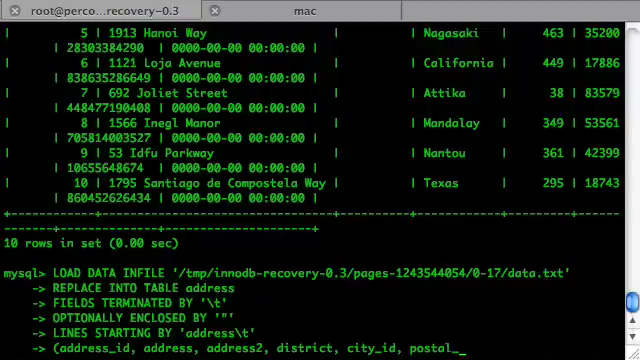 root@perco...recovery-0.3 mac
| 5 | 1913 Hanoi Way | | Nagasaki | 463 | 35200
| 28303384290 | 0000-00-00 00:00:00 |
| 6 | 1121 Loja Avenue | | California | 449 | 17886
| 838635286649 | 0000-00-00 00:00:00 |
| 7 | 692 Joliet Street | | Attika | 38 | 83579
| 448477190408 | 0000-00-00 00:00:00 |
| 8 | 1566 Inegl Manor | | Mandalay | 349 | 53561
| 705814003527 | 0000-00-00 00:00:00 |
| 9 | 53 Idfu Parkway | | Nantou | 361 | 42399
| 10655648674 | 0000-00-00 00:00:00 |
| 10 | 1795 Santiago de Compostela Way | | Texas | 295 | 18743
| 860452626434 | 0000-00-00 00:00:00 |
10 rows in set (0.00 sec)
mysql> LOAD DATA INFILE '/tmp/innodb-recovery-0.3/pages-1243544054/0-17/data.txt'
-> REPLACE INTO TABLE address
-> FIELDS TERMINATED BY '\t'
-> OPTIONALLY ENCLOSED BY '"'
-> LINES STARTING BY 'address\t'
-> (address_id, address, address2, district, city_id, postal_